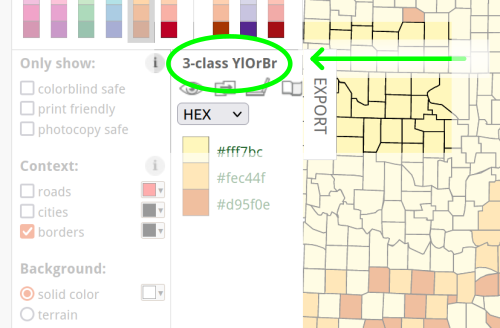 Only show:
colorblind safe
print friendly
photocopy safe
Context:
roads
cities
borders
Background:
solid color
terrain
i
i
3-class YlOrBr
HEX
#fff7bc
#fec44f
#d95f0e
EXPORT